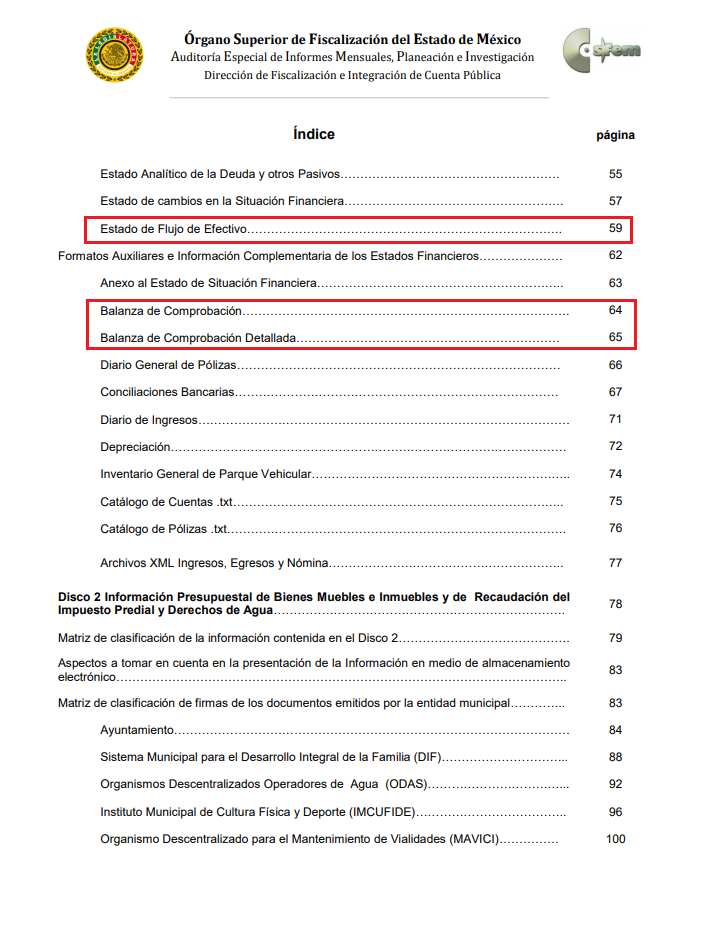 Órgano Superior de Fiscalización del Estado de México
Auditoría Especial de Informes Mensuales, Planeación e Investigación
Dirección de Fiscalización e Integración de Cuenta Pública
osfem
Índice página
Estado Analítico de la Deuda y otros Pasivos………………………………………………. 55
Estado de cambios en la Situación Financiera………………………………………………. 57
Estado de Flujo de Efectivo……………………………………………………………………. 59
Formatos Auxiliares e Información Complementaria de los Estados Financieros………………… 62
Anexo al Estado de Situación Financiera…………………………………………………….. 63
Balanza de Comprobación……………………………………………………………………… 64
Balanza de Comprobación Detallada………………………………………………………… 65
Diario General de Pólizas……………………………………………………………………… 66
Conciliaciones Bancarias……………………………………………………………………… 67
Diario de Ingresos……………………………………………………………………………… 71
Depreciación…………………………………………………………………………………… 72
Inventario General de Parque Vehicular…………………………………………………….. 74
Catálogo de Cuentas .txt……………………………………………………………………….. 75
Catálogo de Pólizas .txt………………………………………………………………………. 76
Archivos XML Ingresos, Egresos y Nómina………………………………………………….. 77
Disco 2 Información Presupuestal de Bienes Muebles e Inmuebles y de Recaudación del
Impuesto Predial y Derechos de Agua………………………………………………………………. 78
Matriz de clasificación de la información contenida en el Disco 2……………………………………. 79
Aspectos a tomar en cuenta en la presentación de la Información en medio de almacenamiento
electrónico…………………………………………………………………………………………….. 83
Matriz de clasificación de firmas de los documentos emitidos por la entidad municipal………….. 83
Ayuntamiento…………………………………………………………………………………… 84
Sistema Municipal para el Desarrollo Integral de la Familia (DIF)……………………….. 88
Organismos Descentralizados Operadores de Agua (ODAS)…………………………….. 92
Instituto Municipal de Cultura Física y Deporte (IMCUFIDE)………………………………. 96
Organismo Descentralizado para el Mantenimiento de Vialidades (MAVICI)…………… 100